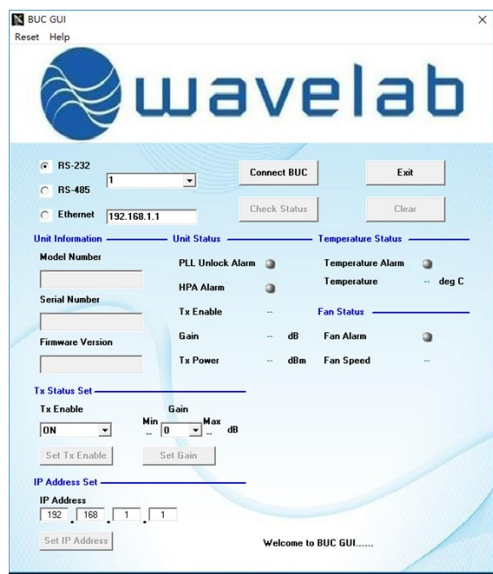 BUC GUI
Reset Help
wavelab
RS-232
1
RS-485
Ethernet 192.168.1.1
Connect BUC Exit
Check Status Clear
Unit Information Unit Status Temperature Status
Model Number
PLL Unlock Alarm Temperature Alarm
HPA Alarm Temperature -- deg C
Serial Number
Tx Enable -- Fan Status
Firmware Version
Gain -- dB Fan Alarm
Tx Power -- dBm Fan Speed --
Tx Status Set
Tx Enable Gain
ON Min -- 0 Max -- dB
Set Tx Enable Set Gain
IP Address Set
IP Address
192 . 168 . 1 . 1
Set IP Address Welcome to BUC GUI......